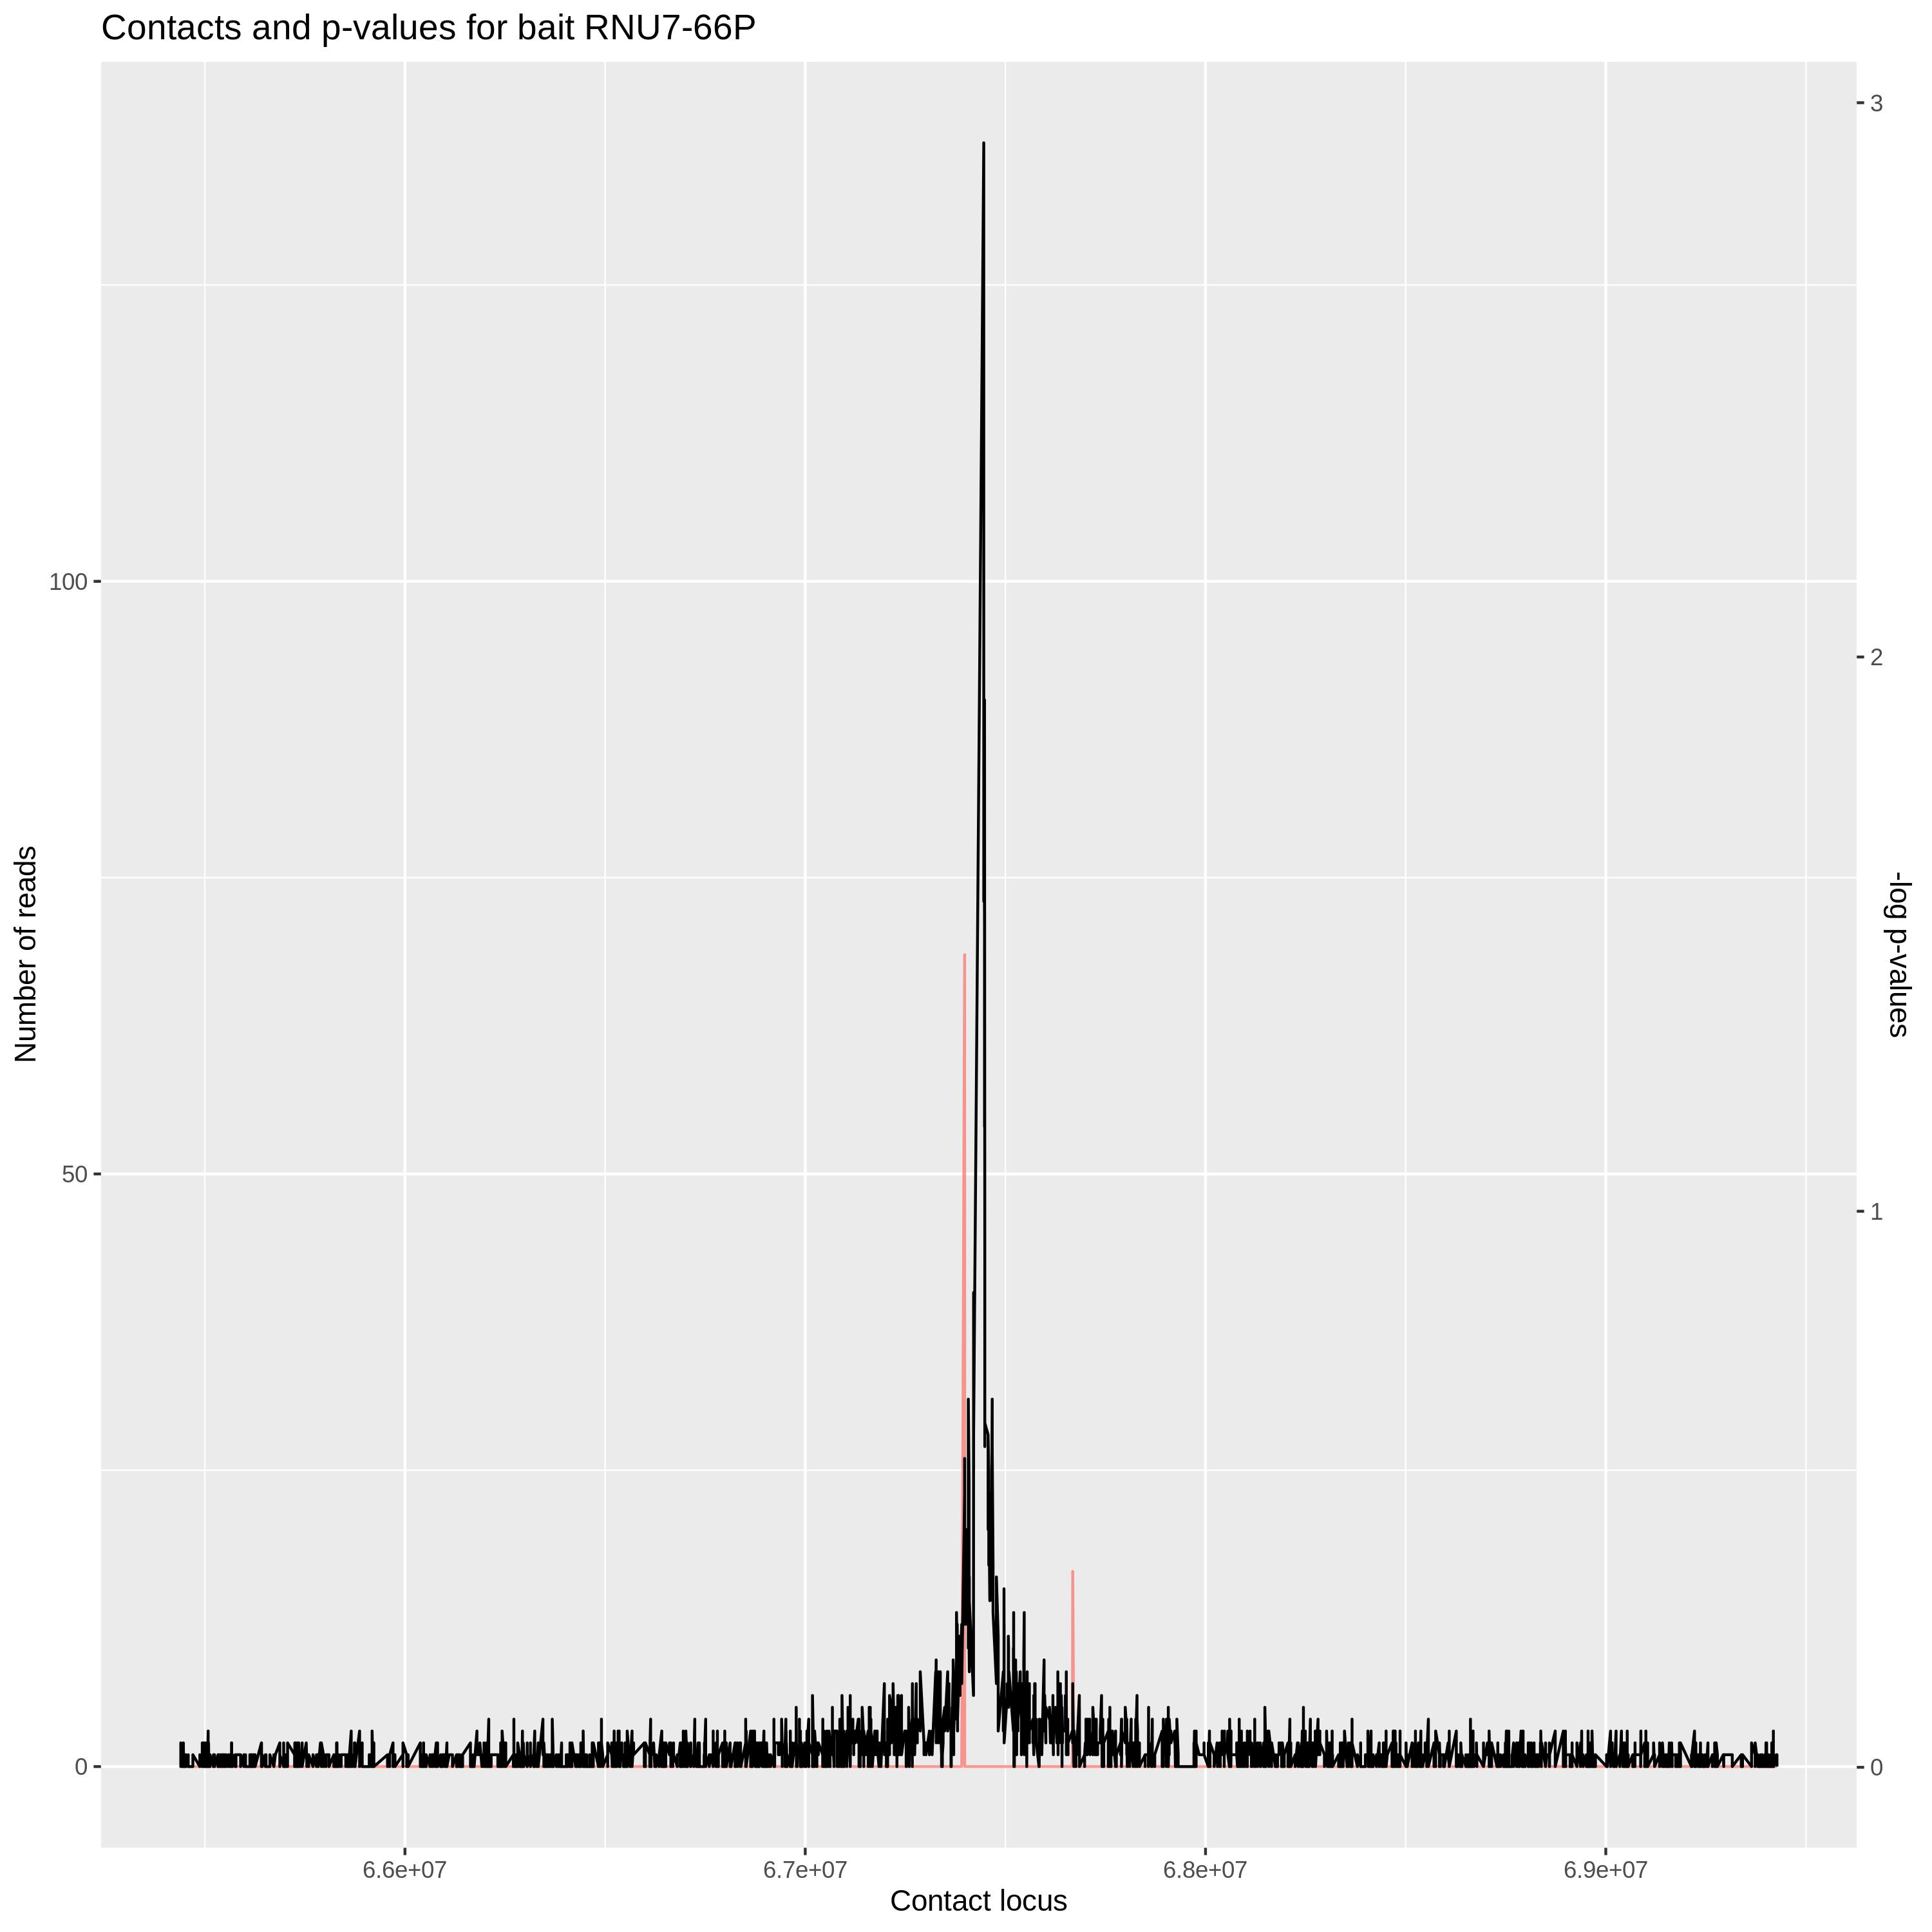 Contacts and p-values for bait RNU7-66P
3
2
1
0
-log p-values
100
50
0
Number of reads
6.6e+07 6.7e+07 6.8e+07 6.9e+07
Contact locus